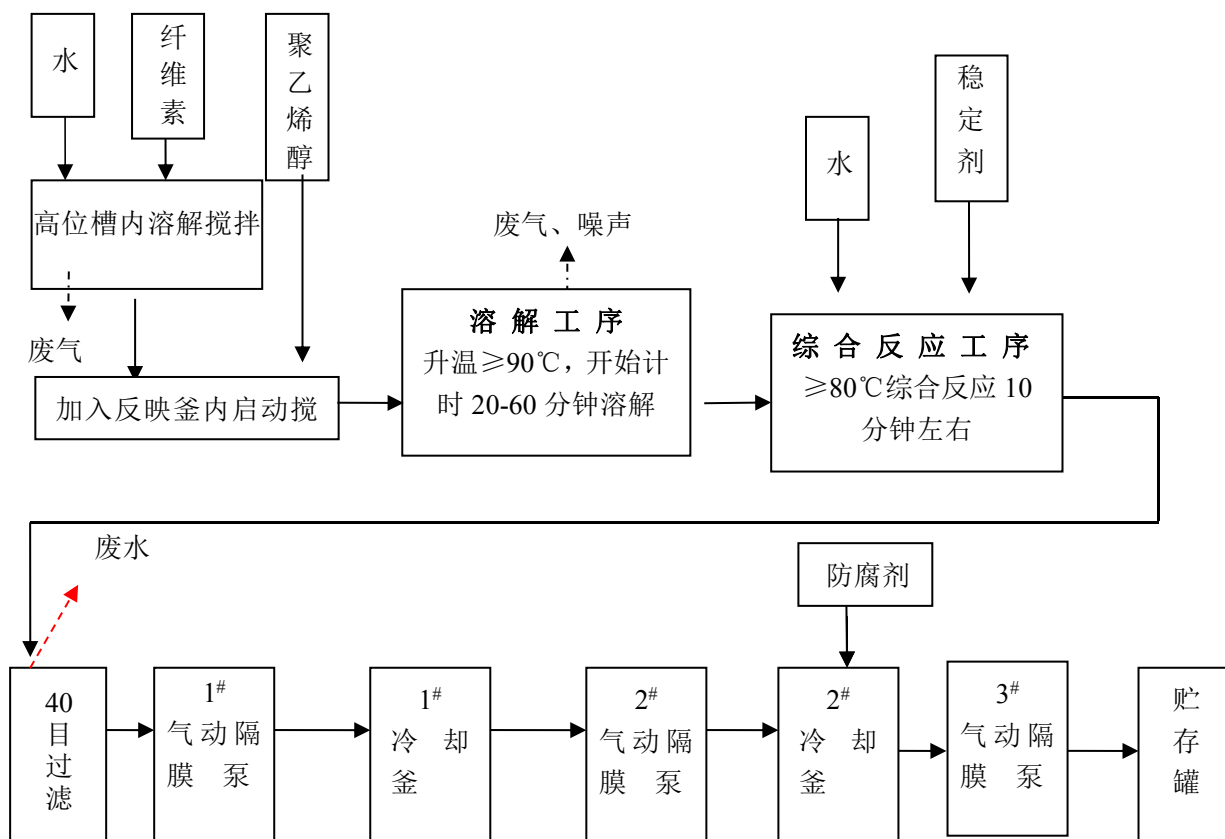 水
纤
维
素
聚
乙
烯
醇
水
稳
定
剂
高位槽内溶解搅拌
废气
废气、噪声
加入反映釜内启动搅
溶 解 工 序
升温≥90℃，开始计
时 20-60 分钟溶解
综 合 反 应 工 序
≥80℃综合反应 10
分钟左右
废水
防腐剂
40
目
过
滤
1#
气动隔
膜 泵
1#
冷 却
釜
2#
气动隔
膜 泵
2#
冷 却
釜
3#
气动隔
膜 泵
贮
存
罐